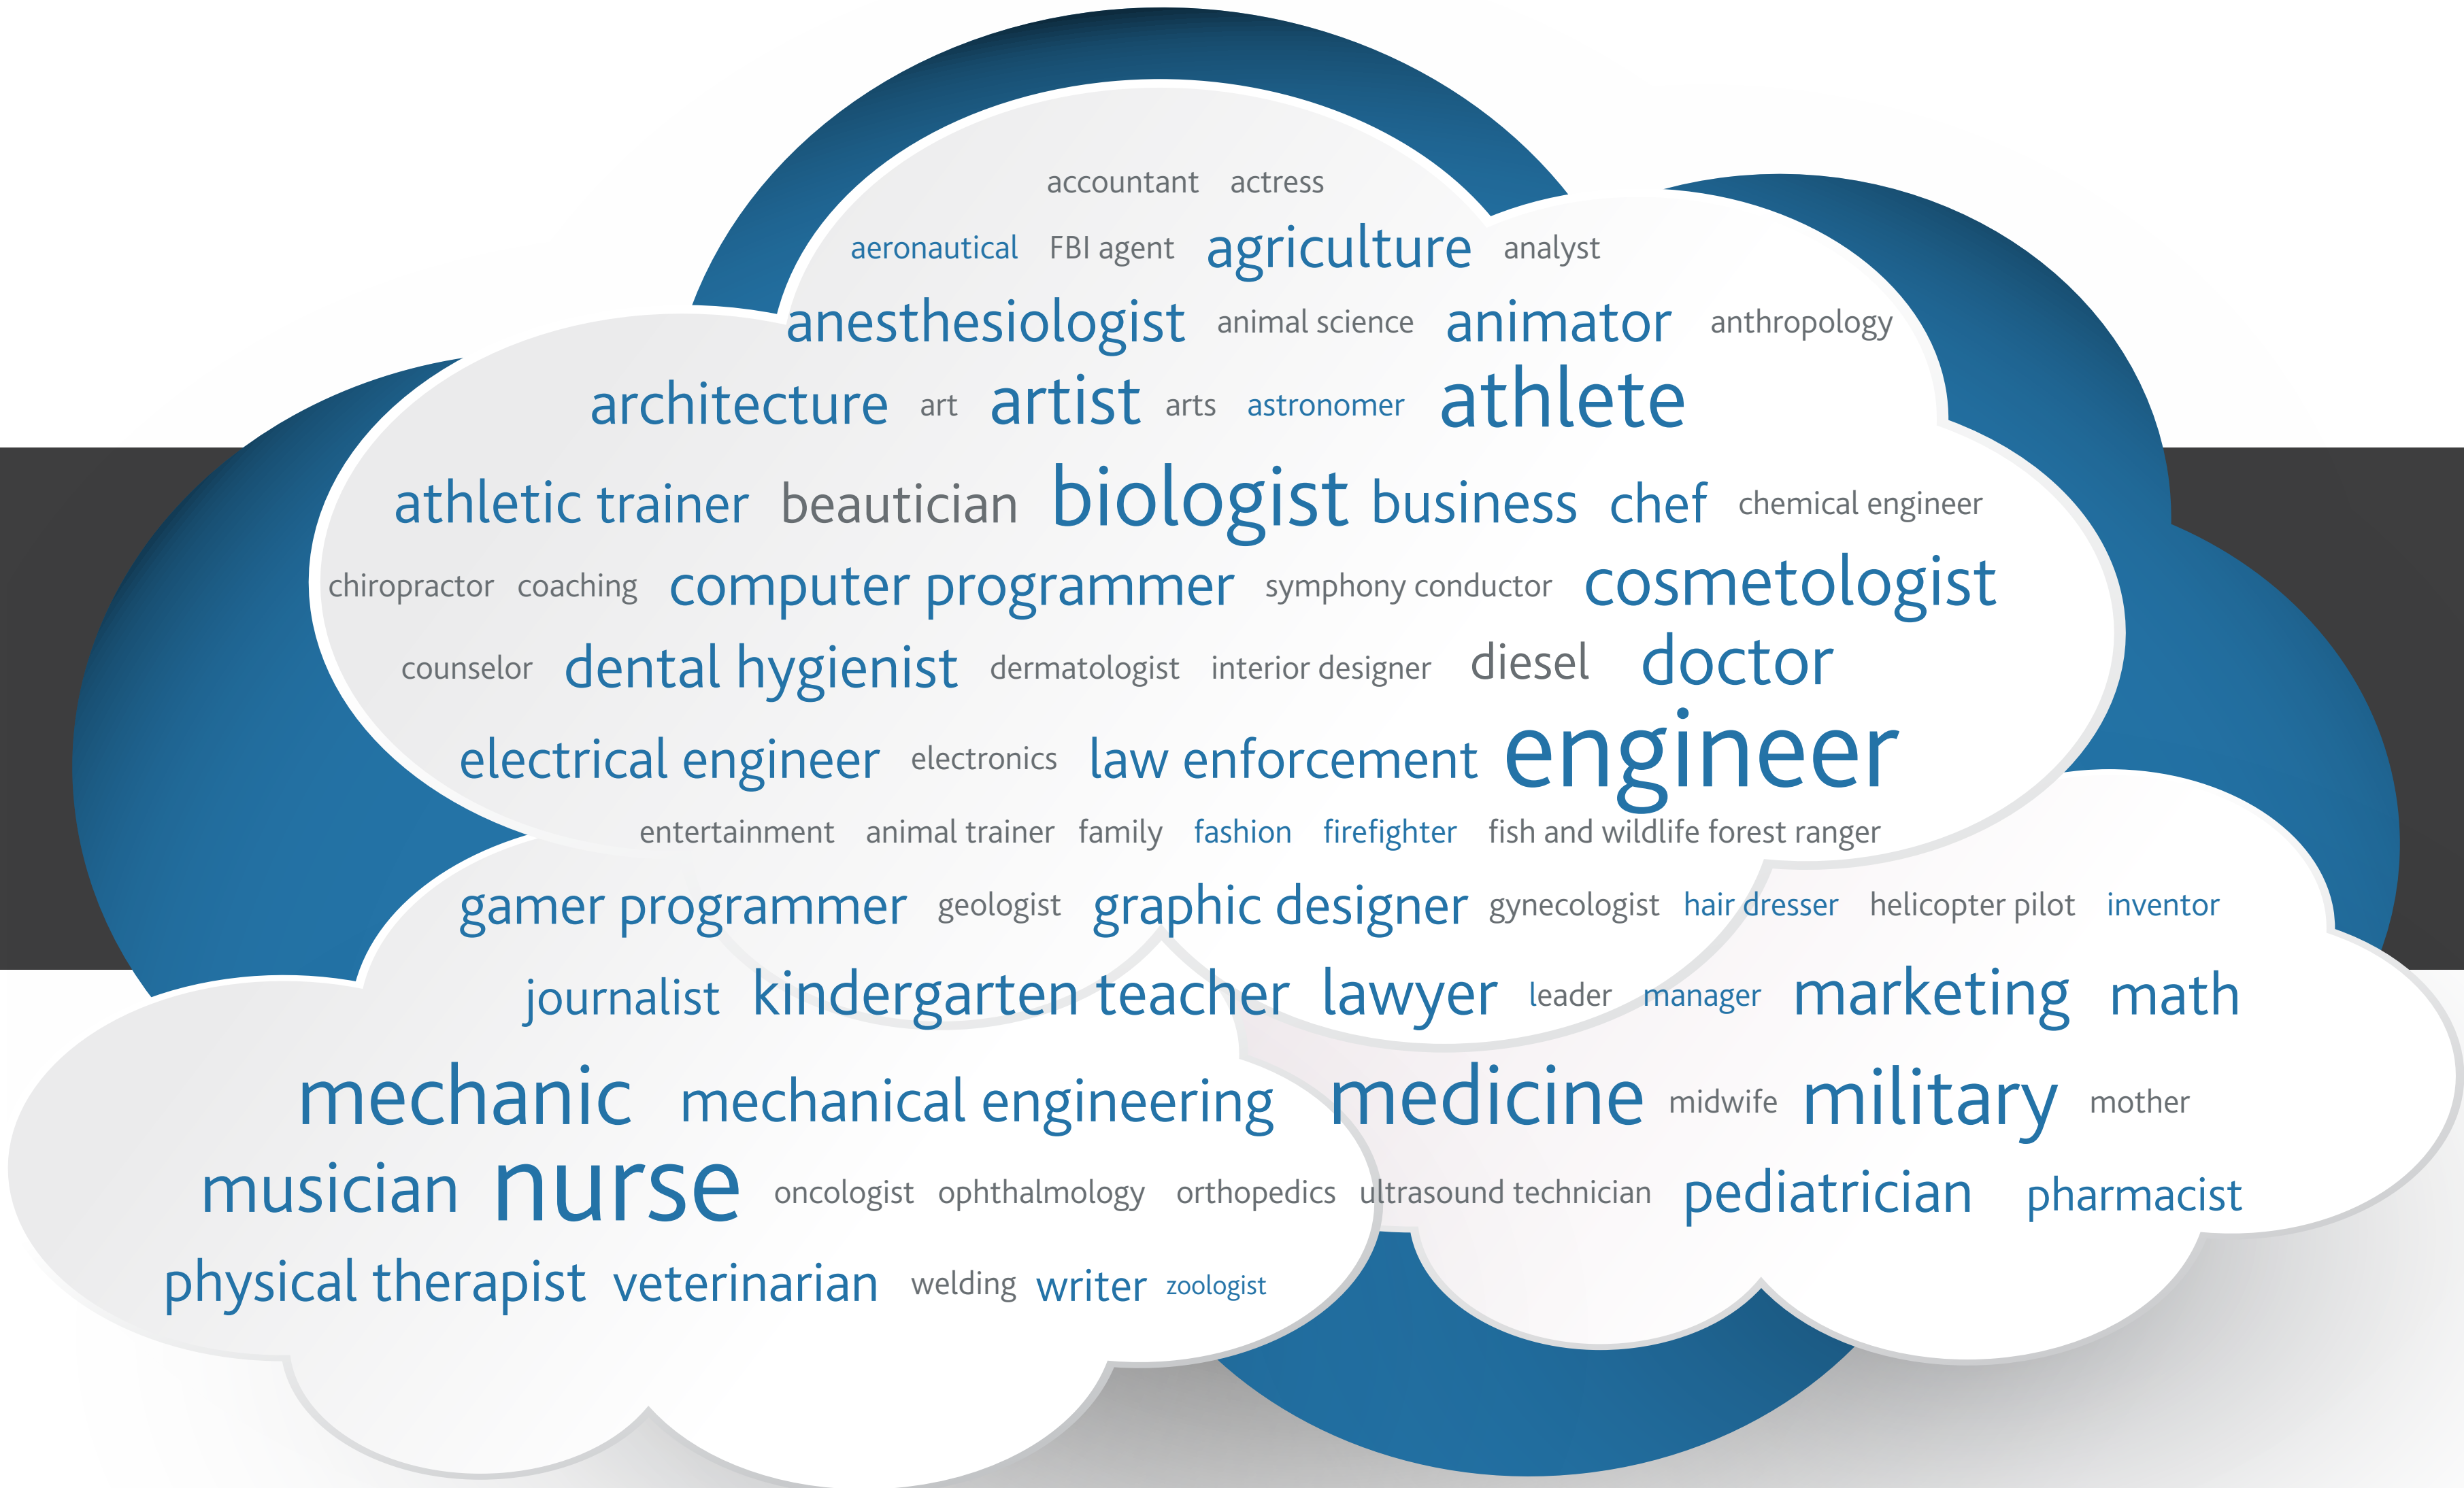 accountant actress
aeronautical FBI agent agriculture analyst
anesthesiologist animal science animator anthropology
architecture art artist arts astronomer athlete
athletic trainer beautician biologist business chef chemical engineer
chiropractor coaching computer programmer symphony conductor cosmetologist
counselor dental hygienist dermatologist interior designer diesel doctor
electrical engineer electronics law enforcement engineer
entertainment animal trainer family fashion firefighter fish and wildlife forest ranger
gamer programmer geologist graphic designer gynecologist hair dresser helicopter pilot inventor
journalist kindergarten teacher lawyer leader manager marketing math
mechanic mechanical engineering medicine midwife military mother
musician nurse oncologist ophthalmology orthopedics ultrasound technician pediatrician pharmacist
physical therapist veterinarian welding writer zoologist